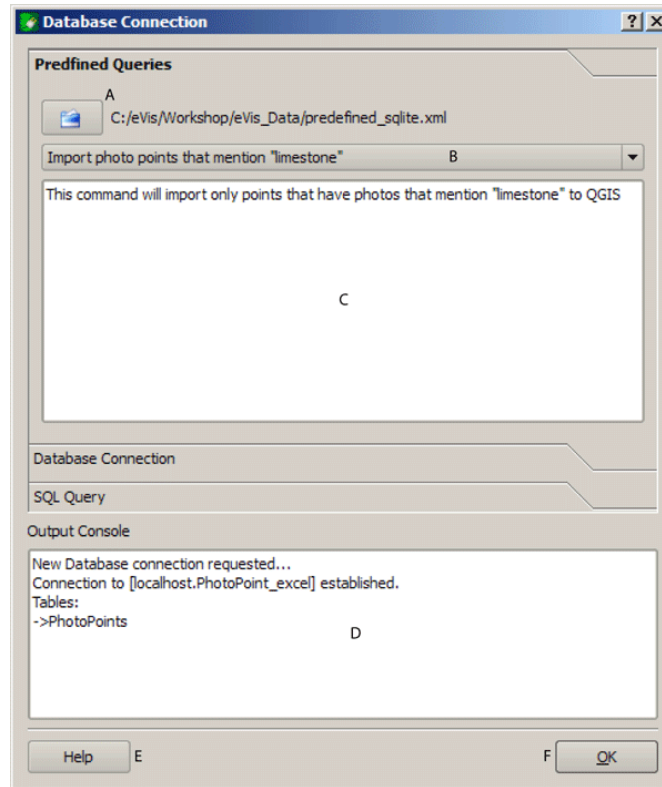 Database Connection
? X
Predfined Queries
A
C:/eVis/Workshop/eVis_Data/predefined_sqlite.xml
Import photo points that mention "limestone" B
This command will import only points that have photos that mention "limestone" to QGIS
C
Database Connection
SQL Query
Output Console
New Database connection requested...
Connection to [localhost.PhotoPoint_excel] established.
Tables:
->PhotoPoints
D
Help E F OK